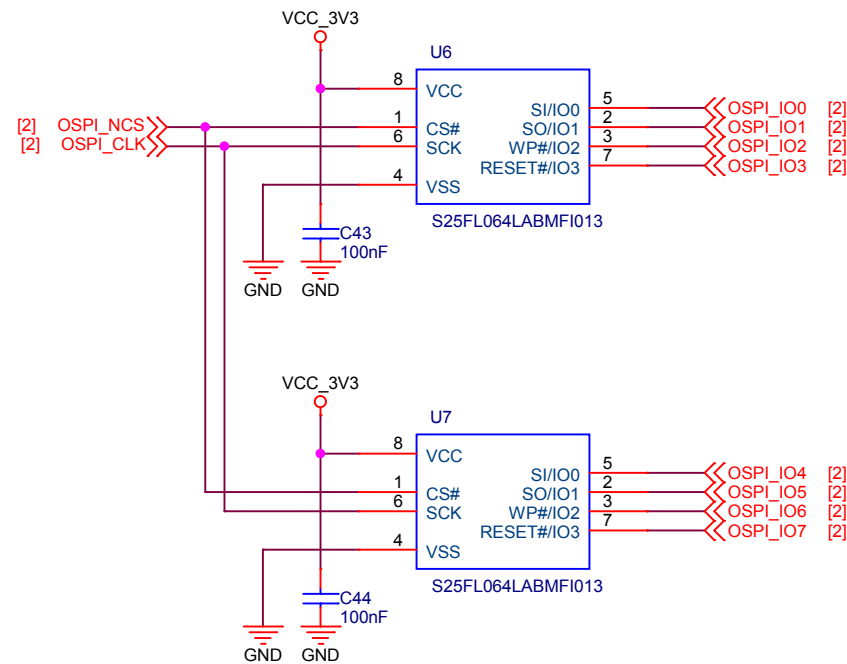 VCC_3V3
U6
8 VCC
SI/IO0 5 OSPI_IO0 [2]
[2] OSPI_NCS 1 CS# SO/IO1 2 OSPI_IO1 [2]
[2] OSPI_CLK 6 SCK WP#/IO2 3 OSPI_IO2 [2]
RESET#/IO3 7 OSPI_IO3 [2]
4 VSS
S25FL064LABMFI013
C43
100nF
GND GND
VCC_3V3
U7
8 VCC
SI/IO0 5 OSPI_IO4 [2]
1 CS# SO/IO1 2 OSPI_IO5 [2]
6 SCK WP#/IO2 3 OSPI_IO6 [2]
RESET#/IO3 7 OSPI_IO7 [2]
4 VSS
S25FL064LABMFI013
C44
100nF
GND GND